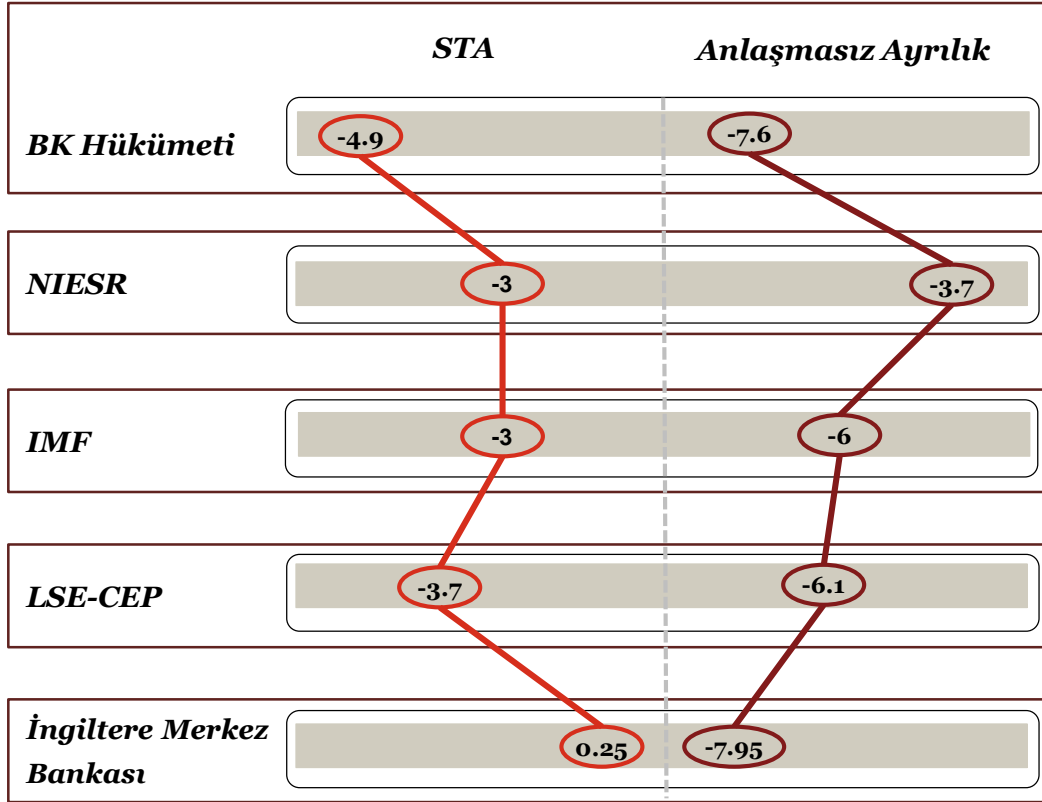 STA Anlaşmasız Ayrılık
BK Hükümeti -4.9 -7.6
NIESR -3 -3.7
IMF -3 -6
LSE-CEP -3.7 -6.1
İngiltere Merkez
Bankası 0.25 -7.95